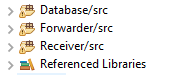 Database/src
Forwarder/src
Receiver/src
Referenced Libraries